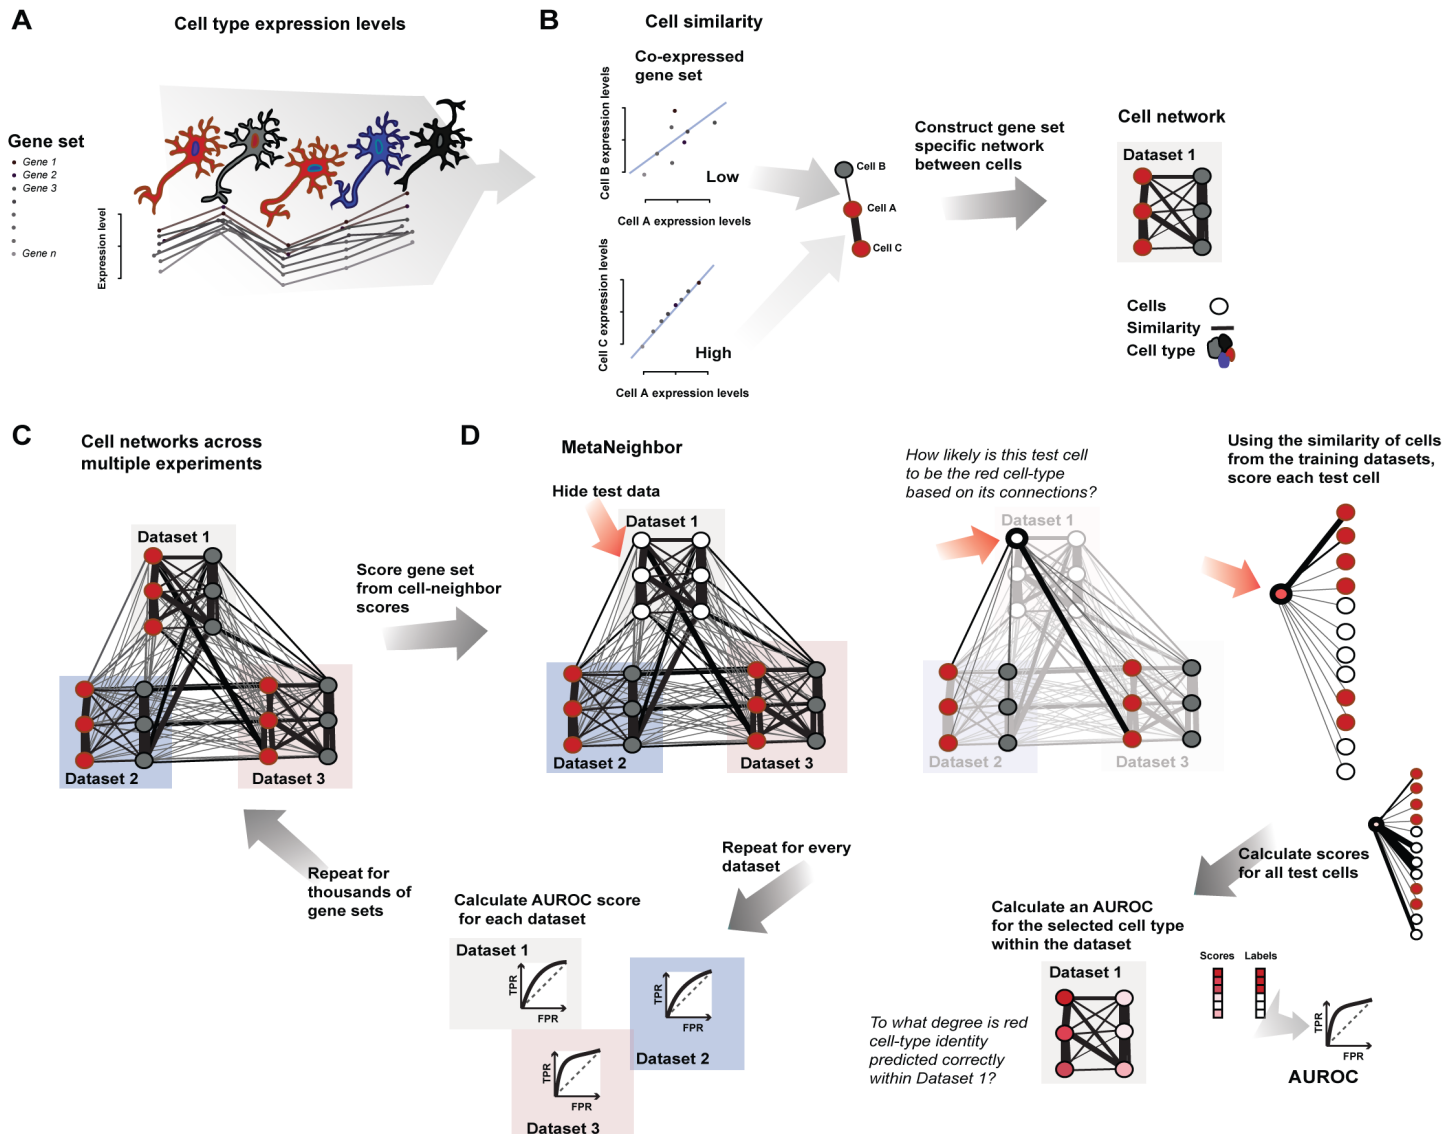 A
Cell type expression levels
Gene set
Gene 1
Gene 2
Gene 3
Gene n
Expression level
B
Cell similarity
Co-expressed
gene set
Cell B expression levels
Low
Cell A expression levels
Cell C expression levels
High
Cell A expression levels
Cell B
Cell A
Cell C
Construct gene set
specific network
between cells
Cell network
Dataset 1
Cells
Similarity
Cell type
C
Cell networks across
multiple experiments
Dataset 1
Dataset 2
Dataset 3
Score gene set
from cell-neighbor
scores
Repeat for
thousands of
gene sets
D
MetaNeighbor
Hide test data
Dataset 1
Dataset 2
Dataset 3
How likely is this test cell
to be the red cell-type
based on its connections?
Dataset 1
Dataset 2
Dataset 3
Using the similarity of cells
from the training datasets,
score each test cell
Calculate scores
for all test cells
Calculate an AUROC
for the selected cell type
within the dataset
Dataset 1
To what degree is red
cell-type identity
predicted correctly
within Dataset 1?
Scores
Labels
TPR
FPR
AUROC
Repeat for every
dataset
Calculate AUROC score
for each dataset
Dataset 1
TPR
FPR
TPR
FPR
Dataset 2
TPR
FPR
Dataset 3